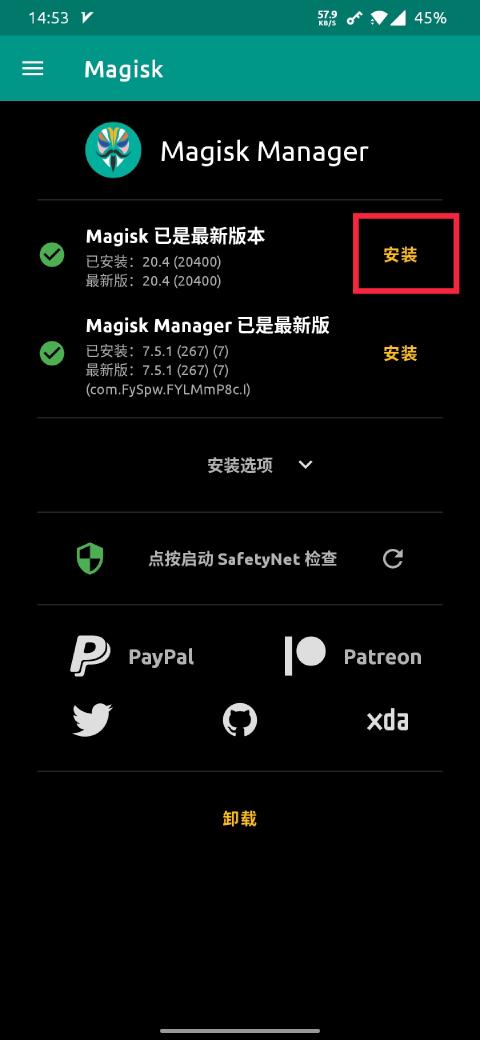 14:53
57.9
KB/S
45%
Magisk
Magisk Manager
Magisk 已是最新版本
已安装：20.4 (20400)
最新版：20.4 (20400)
安装
Magisk Manager 已是最新版
已安装：7.5.1 (267) (7)
最新版：7.5.1 (267) (7)
(com.FySpw.FYLMmP8c.I)
安装
安装选项
点按启动 SafetyNet 检查
PayPal
Patreon
xda
卸载